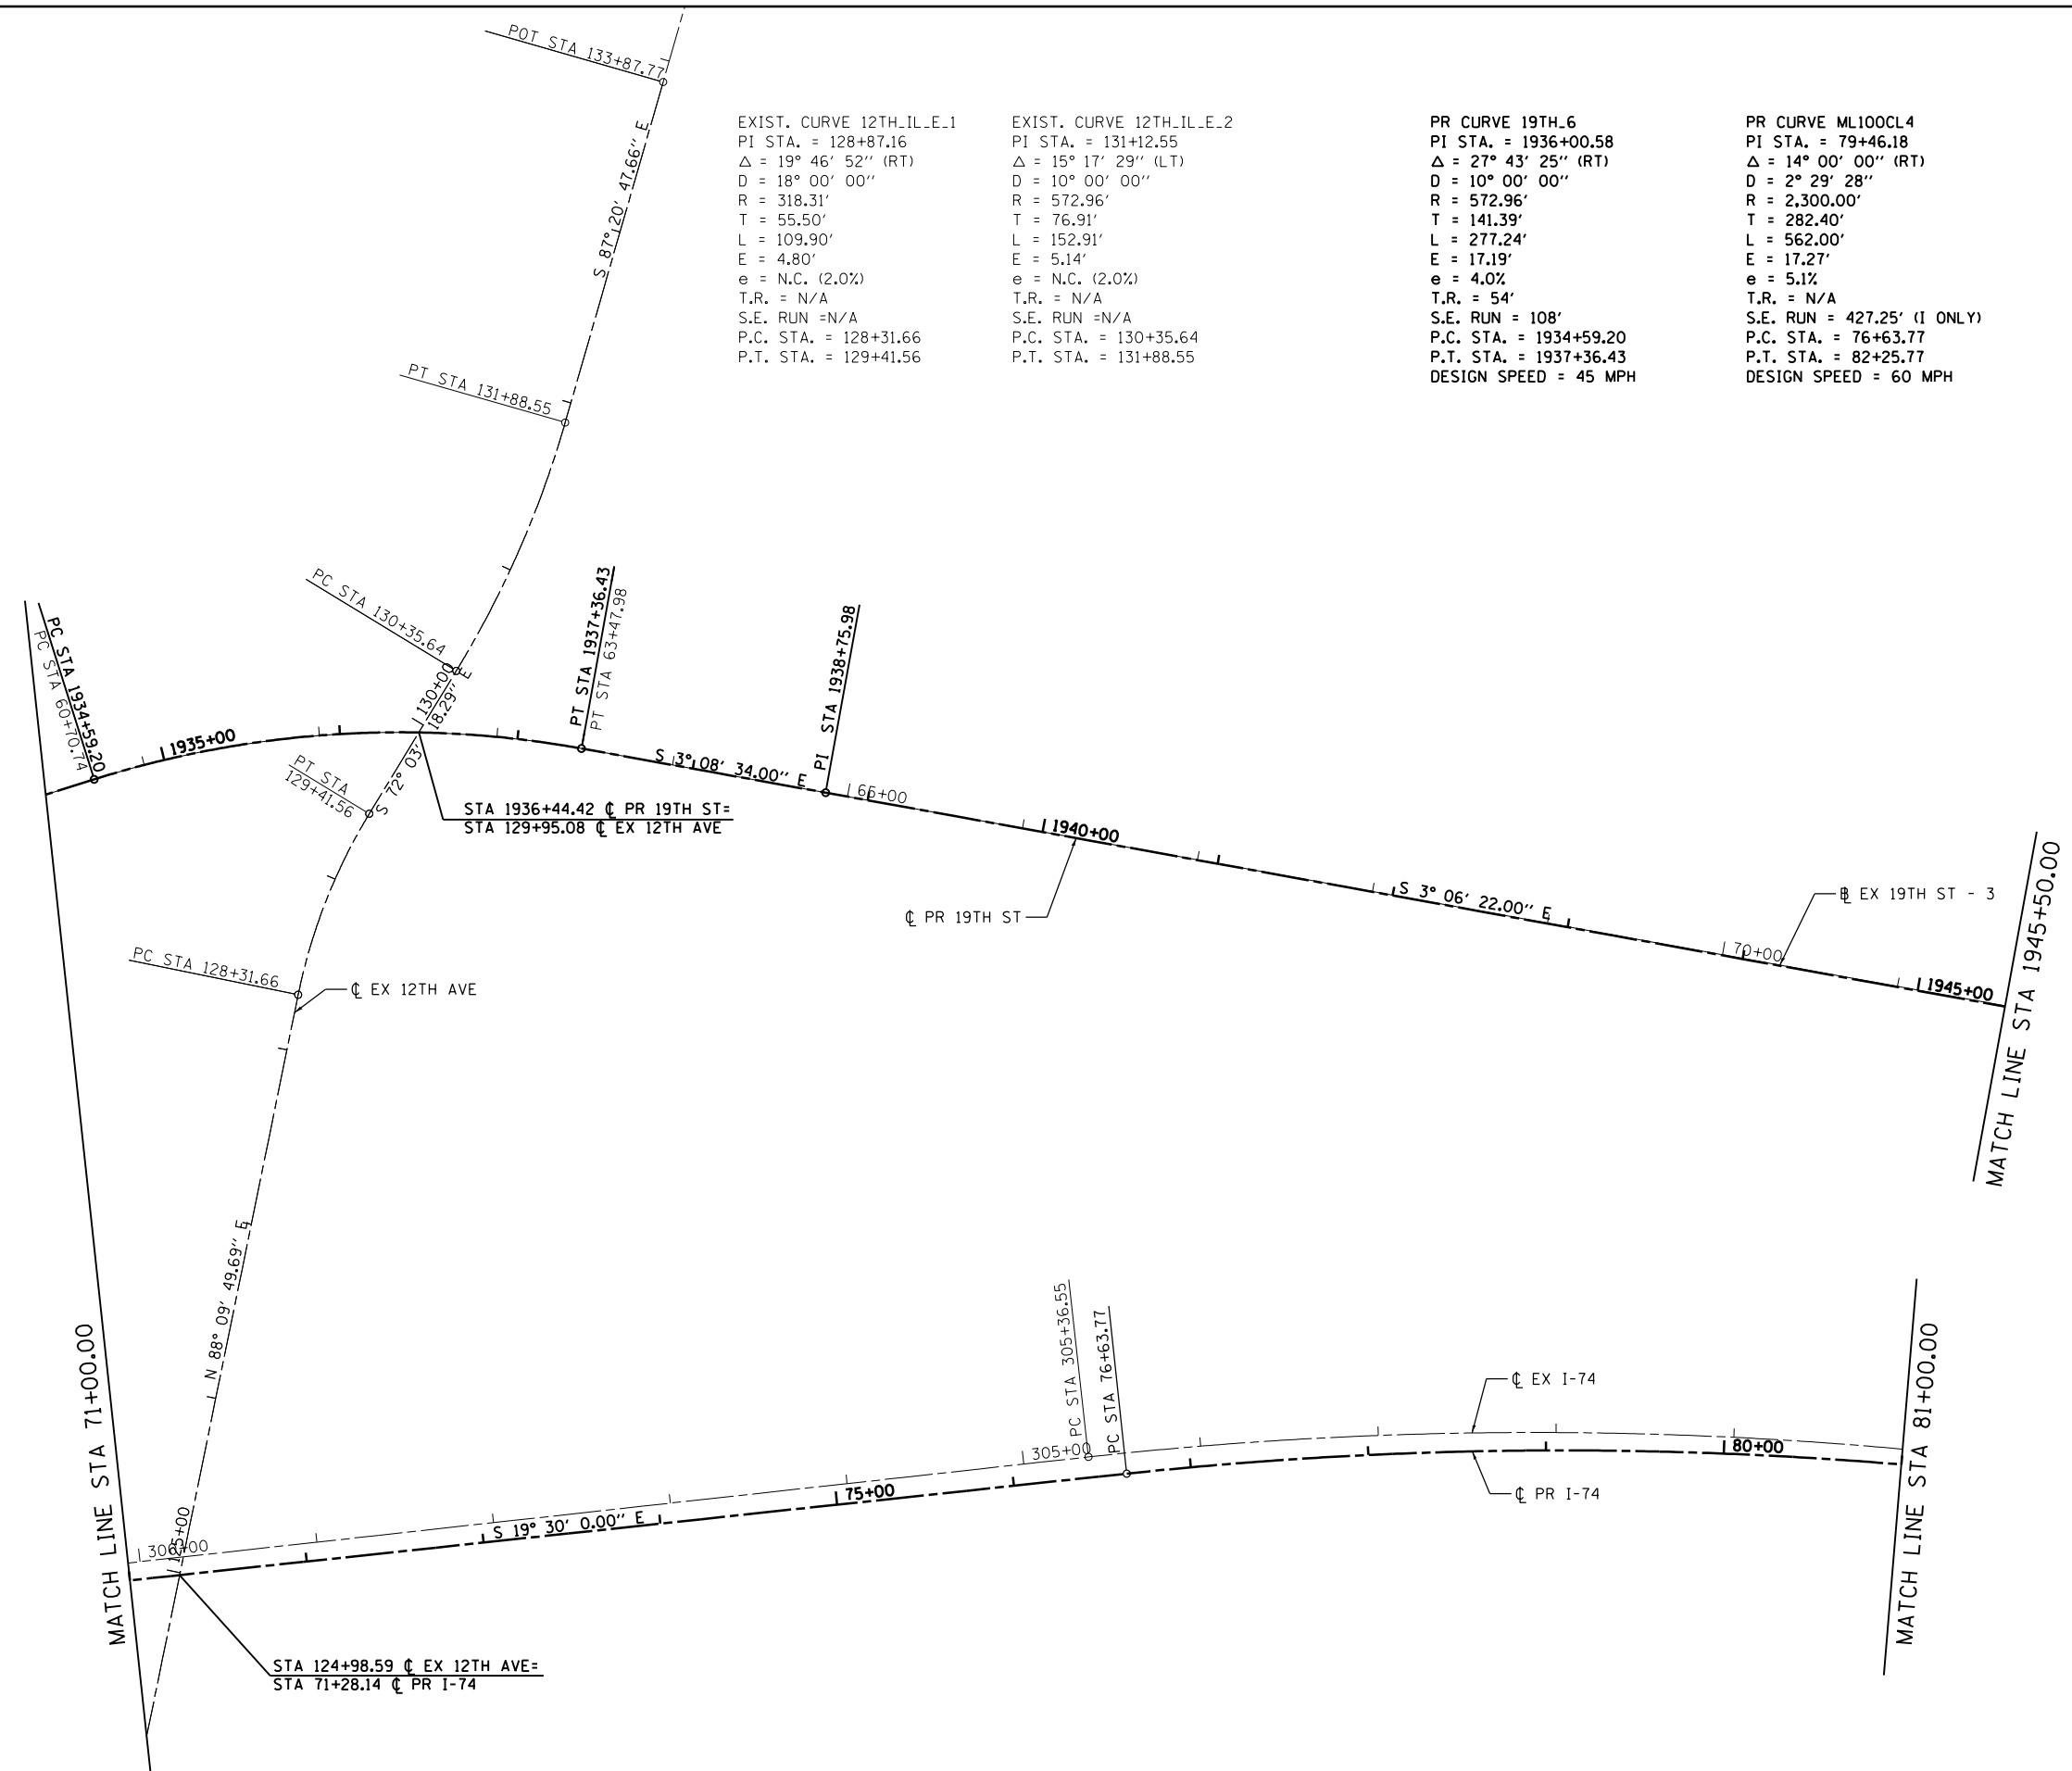 POT STA 133+87.77
S 87° 20′ 47.66″ E
EXIST. CURVE 12TH_IL_E_1
PI STA. = 128+87.16
Δ = 19° 46′ 52″ (RT)
D = 18° 00′ 00″
R = 318.31′
T = 55.50′
L = 109.90′
E = 4.80′
e = N.C. (2.0%)
T.R. = N/A
S.E. RUN =N/A
P.C. STA. = 128+31.66
P.T. STA. = 129+41.56
EXIST. CURVE 12TH_IL_E_2
PI STA. = 131+12.55
Δ = 15° 17′ 29″ (LT)
D = 10° 00′ 00″
R = 572.96′
T = 76.91′
L = 152.91′
E = 5.14′
e = N.C. (2.0%)
T.R. = N/A
S.E. RUN =N/A
P.C. STA. = 130+35.64
P.T. STA. = 131+88.55
PR CURVE 19TH_6
PI STA. = 1936+00.58
Δ = 27° 43′ 25″ (RT)
D = 10° 00′ 00″
R = 572.96′
T = 141.39′
L = 277.24′
E = 17.19′
e = 4.0%
T.R. = 54′
S.E. RUN = 108′
P.C. STA. = 1934+59.20
P.T. STA. = 1937+36.43
DESIGN SPEED = 45 MPH
PR CURVE ML100CL4
PI STA. = 79+46.18
Δ = 14° 00′ 00″ (RT)
D = 2° 29′ 28″
R = 2,300.00′
T = 282.40′
L = 562.00′
E = 17.27′
e = 5.1%
T.R. = N/A
S.E. RUN = 427.25′ (I ONLY)
P.C. STA. = 76+63.77
P.T. STA. = 82+25.77
DESIGN SPEED = 60 MPH
PT STA 131+88.55
PC STA 130+35.64
PC STA 1934+59.20
PC STA 60+70.74
1935+00
130+00
S 72° 03′ 18.29″ E
PT STA
129+41.56
PT STA 1937+36.43
PT STA 63+47.98
S 3° 08′ 34.00″ E
PI STA 1938+75.98
65+00
STA 1936+44.42 ℄ PR 19TH ST=
STA 129+95.08 ℄ EX 12TH AVE
1940+00
℄ PR 19TH ST
S 3° 06′ 22.00″ E
BL EX 19TH ST - 3
70+00
1945+00
MATCH LINE STA 1945+50.00
PC STA 128+31.66
℄ EX 12TH AVE
N 88° 09′ 49.69″ E
MATCH LINE STA 71+00.00
PC STA 305+36.55
PC STA 76+63.77
℄ EX I-74
305+00
80+00
℄ PR I-74
75+00
S 19° 30′ 0.00″ E
125+00
306+00
MATCH LINE STA 81+00.00
STA 124+98.59 ℄ EX 12TH AVE=
STA 71+28.14 ℄ PR I-74